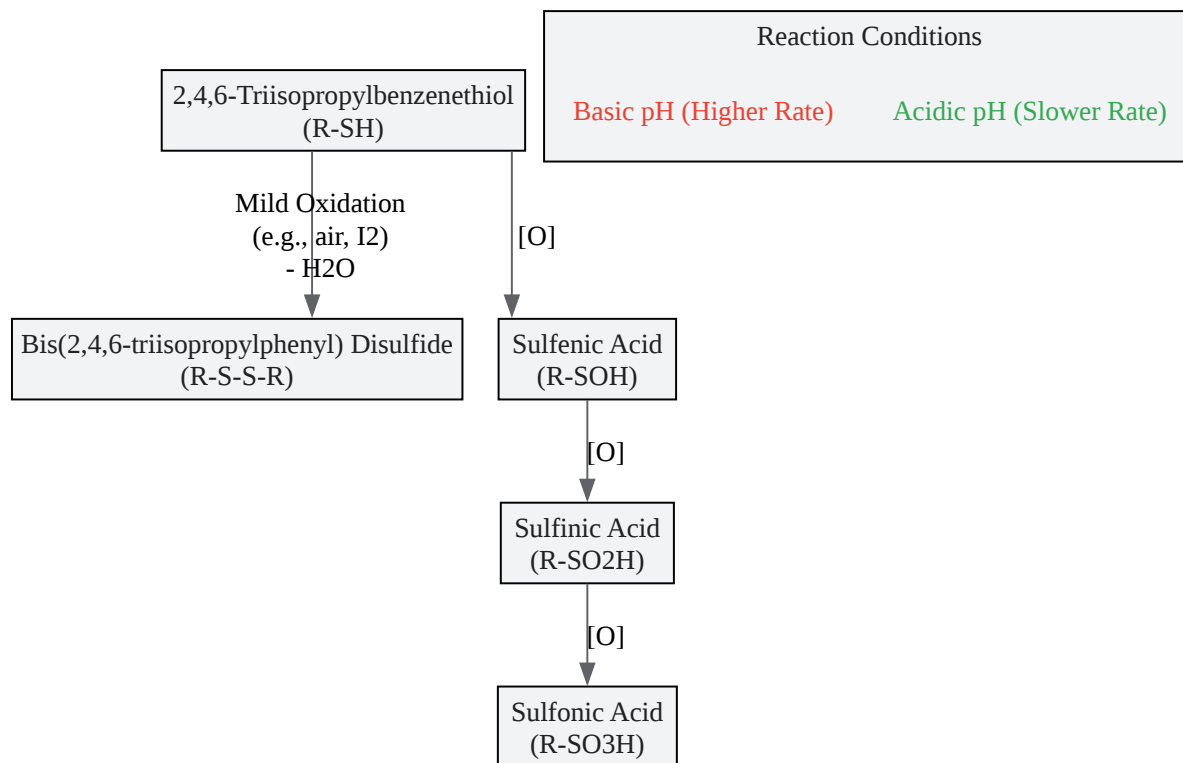 Reaction Conditions
Basic pH (Higher Rate)
Acidic pH (Slower Rate)
2,4,6-Triisopropylbenzenethiol
(R-SH)
Mild Oxidation
(e.g., air, I2)
- H2O
[O]
Bis(2,4,6-triisopropylphenyl) Disulfide
(R-S-S-R)
Sulfenic Acid
(R-SOH)
[O]
Sulfinic Acid
(R-SO2H)
[O]
Sulfonic Acid
(R-SO3H)